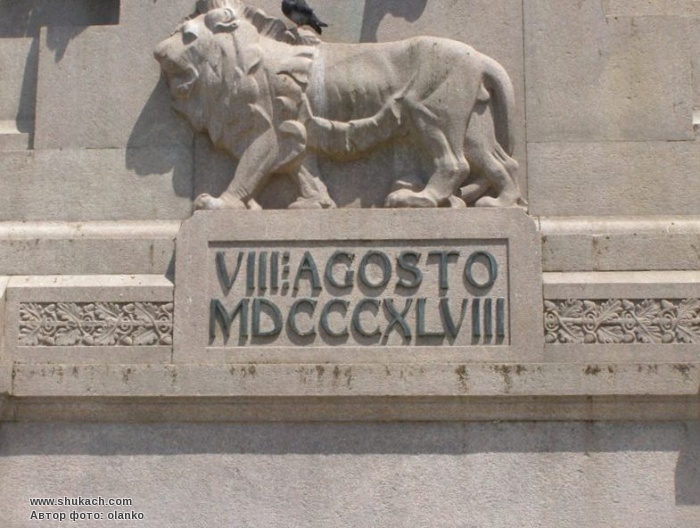 VIII⁝AGOSTO
MDCCCXLVIII
www.shukach.com
Автор фото: olanko